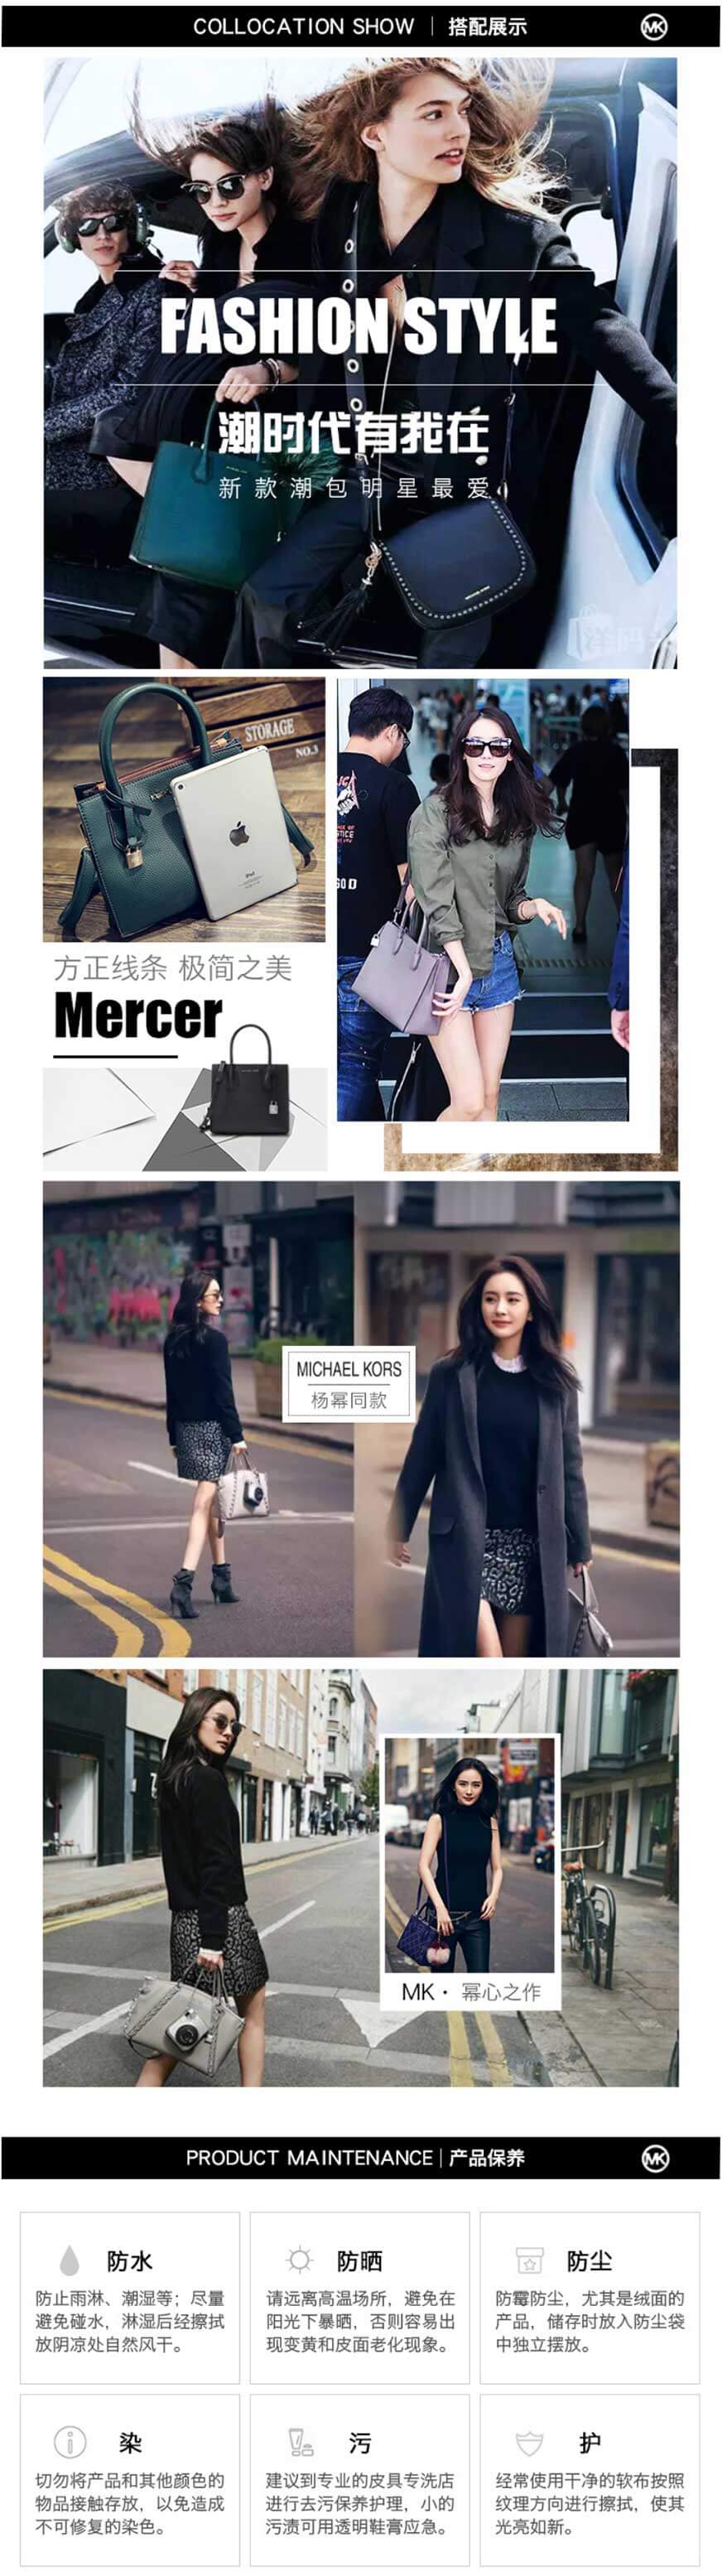 COLLOCATION SHOW | 搭配展示
MK
FASHION STYLE
潮时代有我在
新款潮包明星最爱
STORAGE
NO.3
iPad
方正线条 极简之美
Mercer
MICHAEL KORS
杨幂同款
MK · 幂心之作
PRODUCT MAINTENANCE | 产品保养
MK
防水
防止雨淋、潮湿等；尽量
避免碰水，淋湿后经擦拭
放阴凉处自然风干。
防晒
请远离高温场所，避免在
阳光下暴晒，否则容易出
现变黄和皮面老化现象。
防尘
防霉防尘，尤其是绒面的
产品，储存时放入防尘袋
中独立摆放。
染
切勿将产品和其他颜色的
物品接触存放，以免造成
不可修复的染色。
污
建议到专业的皮具专洗店
进行去污保养护理，小的
污渍可用透明鞋膏应急。
护
经常使用干净的软布按照
纹理方向进行擦拭，使其
光亮如新。